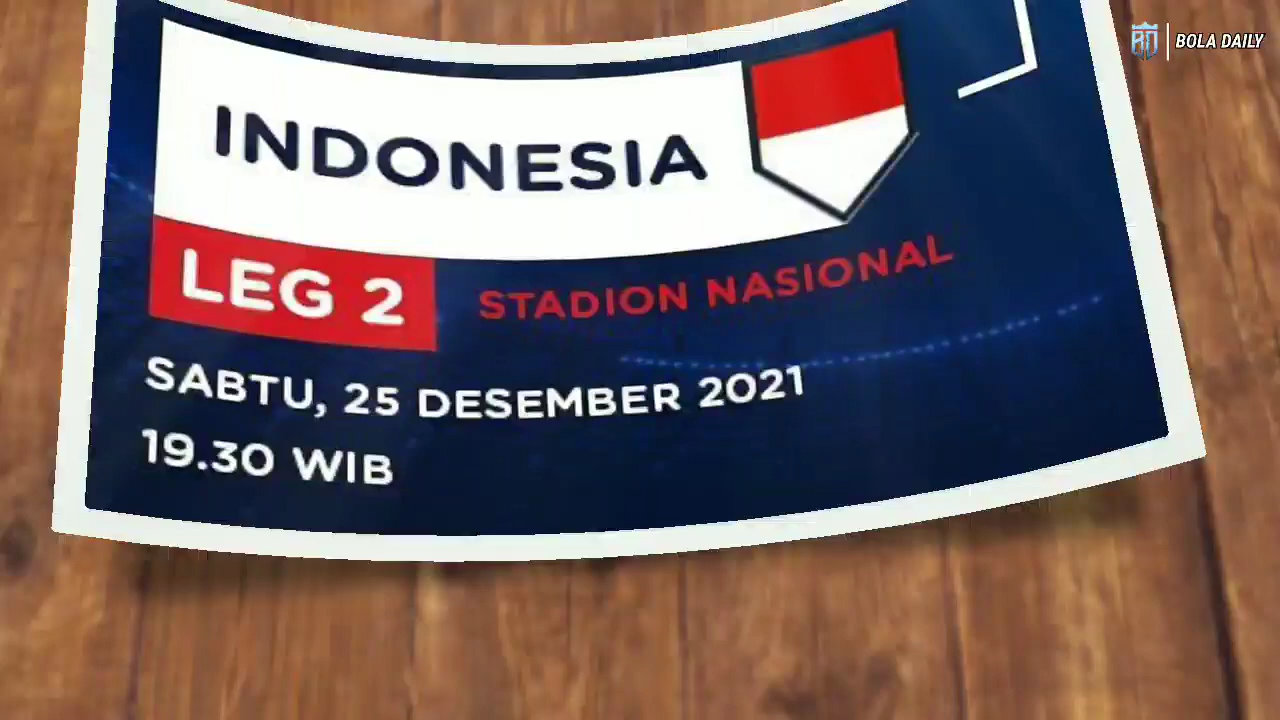 BOLA DAILY
INDONESIA
LEG 2 STADION NASIONAL
SABTU, 25 DESEMBER 2021
19.30 WIB